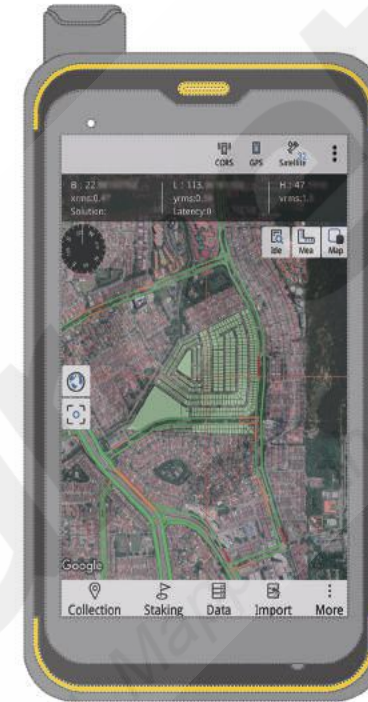 CORS GPS Satellite
B : 22 L : 113. H : 47
xrms:0. yrms:0. vrms:1.
Solution: Latency:0
Ide Mea Map
Google
Collection Staking Data Import More